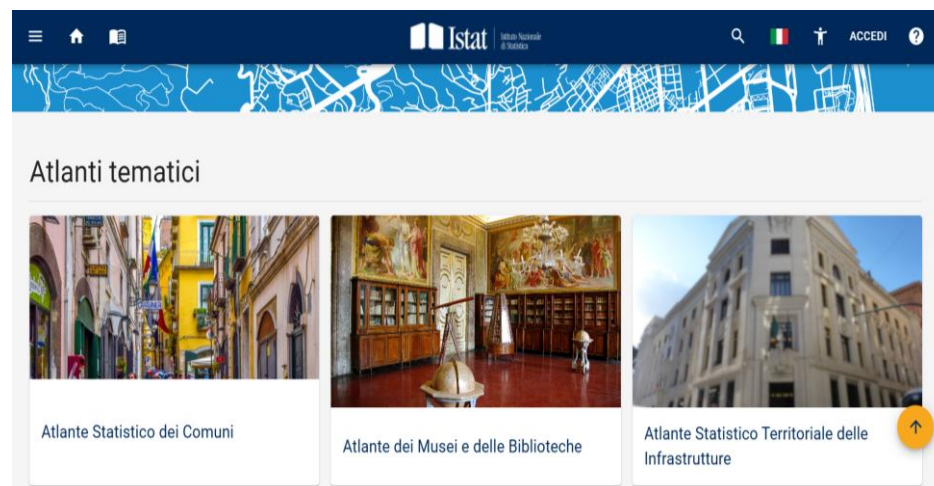 Istat
Istituto Nazionale
di Statistica
ACCEDI
?
Atlanti tematici
Atlante Statistico dei Comuni
Atlante dei Musei e delle Biblioteche
Atlante Statistico Territoriale delle
Infrastrutture